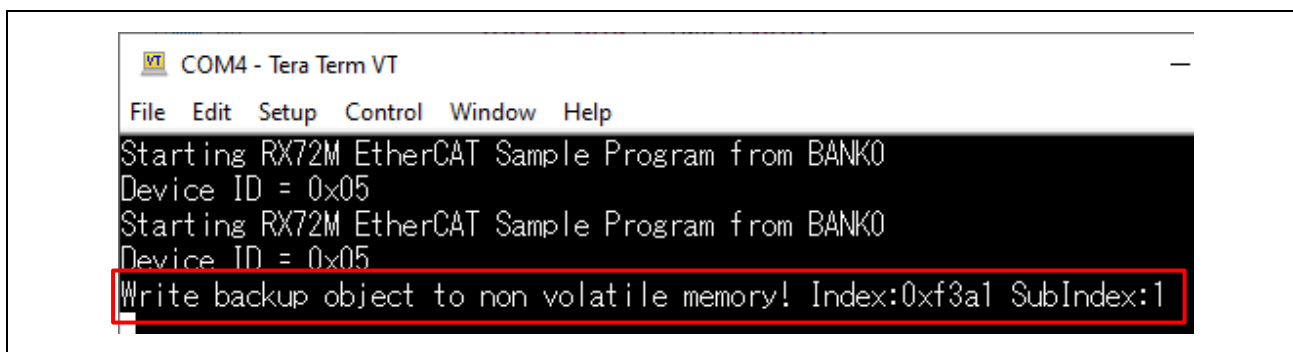 COM4 - Tera Term VT
File Edit Setup Control Window Help
Starting RX72M EtherCAT Sample Program from BANK0
Device ID = 0x05
Starting RX72M EtherCAT Sample Program from BANK0
Device ID = 0x05
Write backup object to non volatile memory! Index:0xf3a1 SubIndex:1